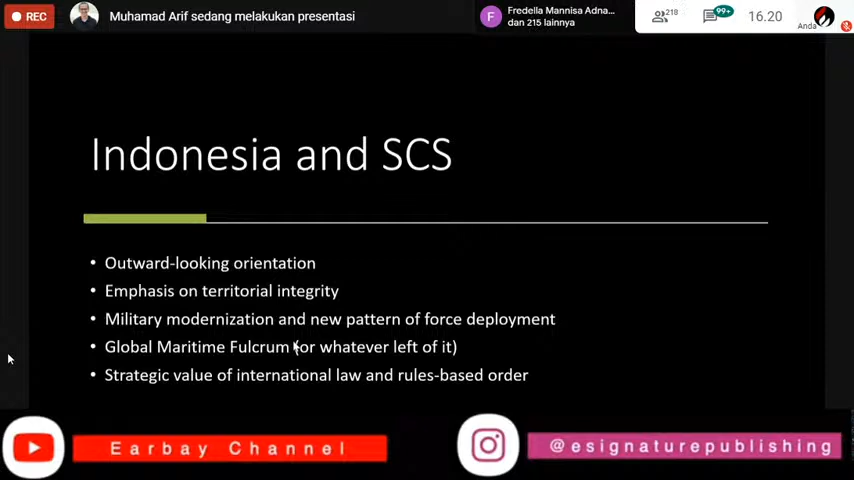 REC
Muhamad Arif sedang melakukan presentasi
F
Fredella Mannisa Adna...
dan 215 lainnya
218
99+
16.20
Anda
Indonesia and SCS
• Outward-looking orientation
• Emphasis on territorial integrity
• Military modernization and new pattern of force deployment
• Global Maritime Fulcrum (or whatever left of it)
• Strategic value of international law and rules-based order
Earbay Channel
@esignaturepublishing